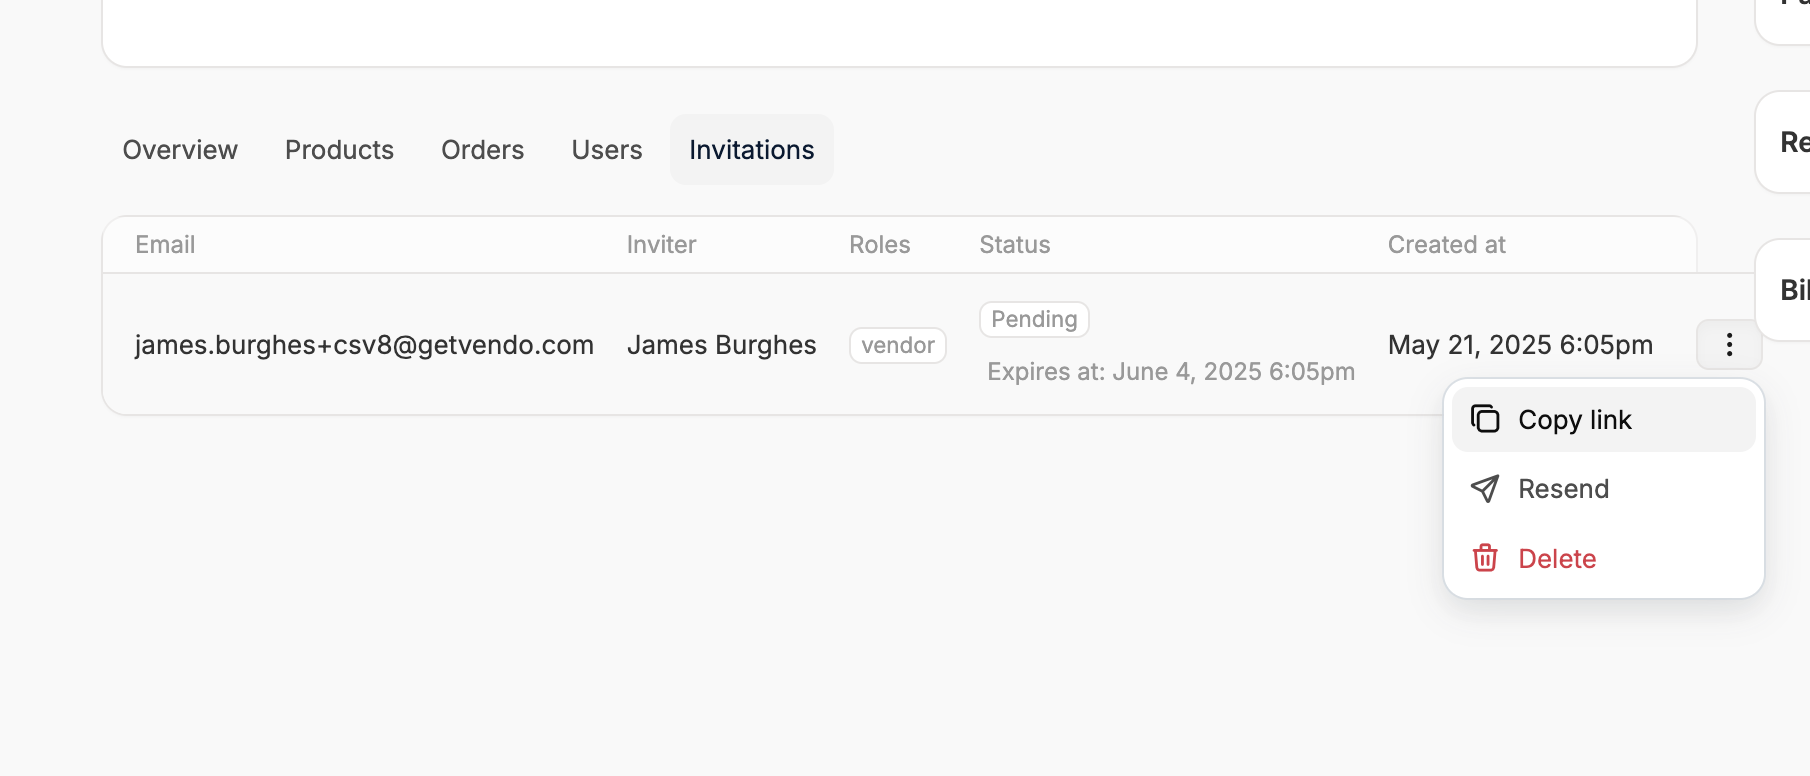 Overview Products Orders Users Invitations
Re
Email Inviter Roles Status Created at
Bil
Pending
james.burghes+csv8@getvendo.com James Burghes vendor May 21, 2025 6:05pm
Expires at: June 4, 2025 6:05pm
Copy link
Resend
Delete